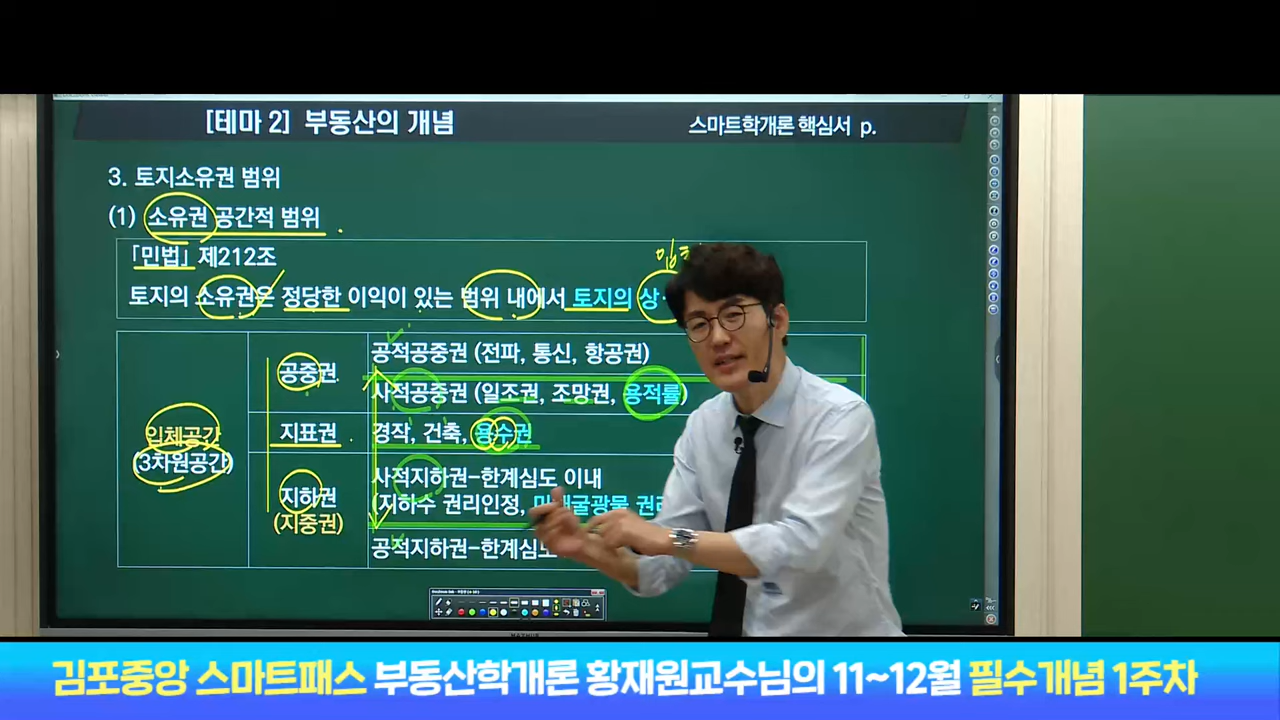 [테마 2] 부동산의 개념
스마트학개론 핵심서 p.
3. 토지소유권 범위
(1) 소유권 공간적 범위
「민법」 제212조
토지의 소유권은 정당한 이익이 있는 범위 내에서 토지의 상
입체공간
(3차원공간)
공중권
공적공중권 (전파, 통신, 항공권)
사적공중권 (일조권, 조망권, 용적률)
지표권
경작, 건축, 용수권
지하권
(지중권)
사적지하권-한계심도 이내
(지하수 권리인정, 미채굴광물 권리
공적지하권-한계심도
김포중앙 스마트패스 부동산학개론 황재원교수님의 11~12월 필수개념 1주차